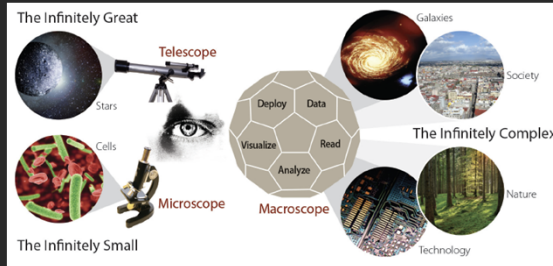 The Infinitely Great
Telescope
Stars
Cells
Microscope
The Infinitely Small
Deploy
Data
Visualize
Read
Analyze
Macroscope
Galaxies
Society
The Infinitely Complex
Nature
Technology